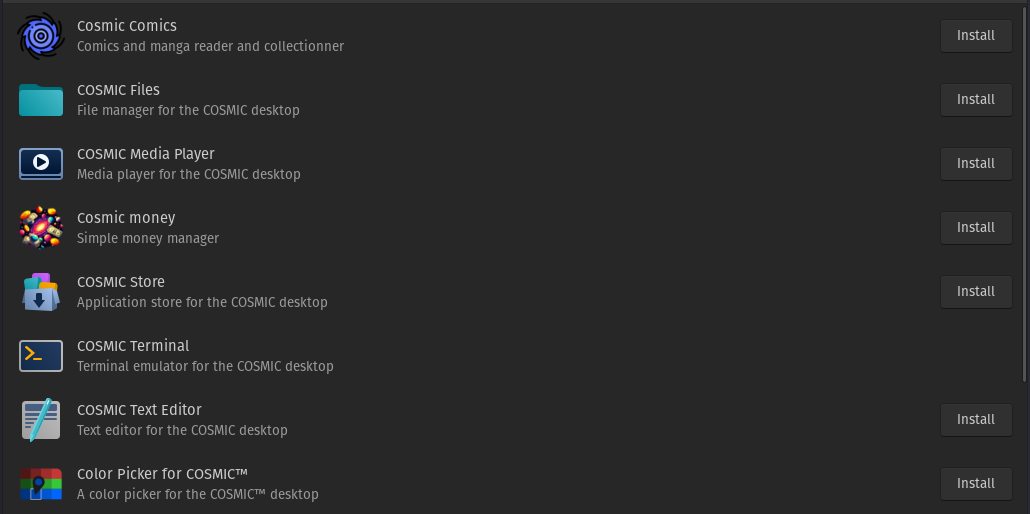 Cosmic Comics
Comics and manga reader and collectionner
Install
COSMIC Files
File manager for the COSMIC desktop
Install
COSMIC Media Player
Media player for the COSMIC desktop
Install
Cosmic money
Simple money manager
Install
COSMIC Store
Application store for the COSMIC desktop
Install
COSMIC Terminal
Terminal emulator for the COSMIC desktop
COSMIC Text Editor
Text editor for the COSMIC desktop
Install
Color Picker for COSMIC™
A color picker for the COSMIC™ desktop
Install